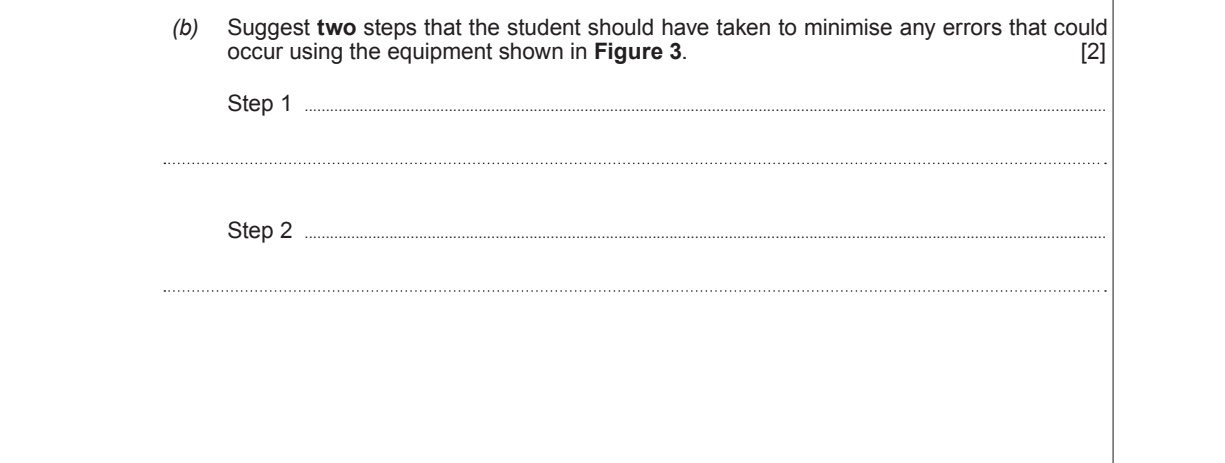 (b) Suggest two steps that the student should have taken to minimise any errors that could
occur using the equipment shown in Figure 3. [2]
Step 1
Step 2